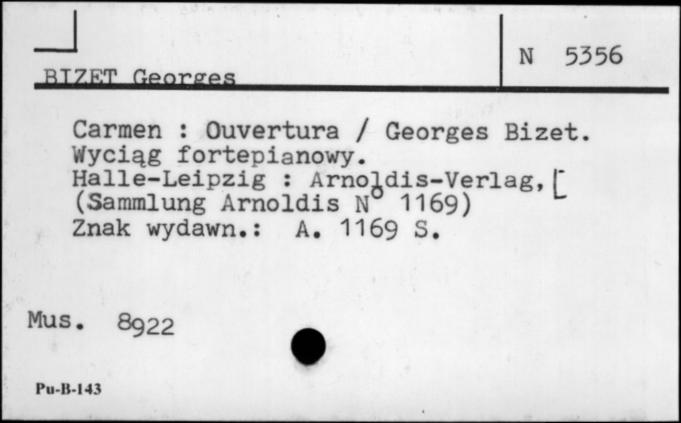 N 5356
BIZET Georges
Carmen : Ouvertura / Georges Bizet.
Wyciąg fortepianowy.
Halle-Leipzig : Arnoldis-Verlag, [
(Sammlung Arnoldis Nº 1169)
Znak wydawn.: A. 1169 S.
Mus. 8922
Pu-B-143